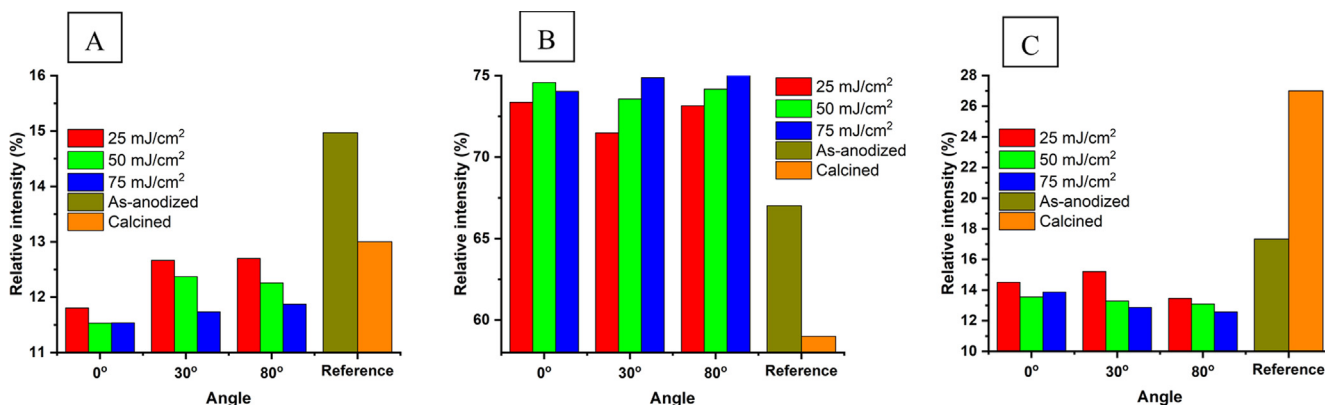 A
Relative intensity (%)
16
15
14
13
12
11
25 mJ/cm²
50 mJ/cm²
75 mJ/cm²
As-anodized
Calcined
0º
30º
80º
Reference
Angle
B
Relative intensity (%)
75
70
65
60
25 mJ/cm²
50 mJ/cm²
75 mJ/cm²
As-anodized
Calcined
0º
30º
80º
Reference
Angle
C
Relative intensity (%)
28
26
24
22
20
18
16
14
12
10
25 mJ/cm²
50 mJ/cm²
75 mJ/cm²
As-anodized
Calcined
0º
30º
80º
Reference
Angle